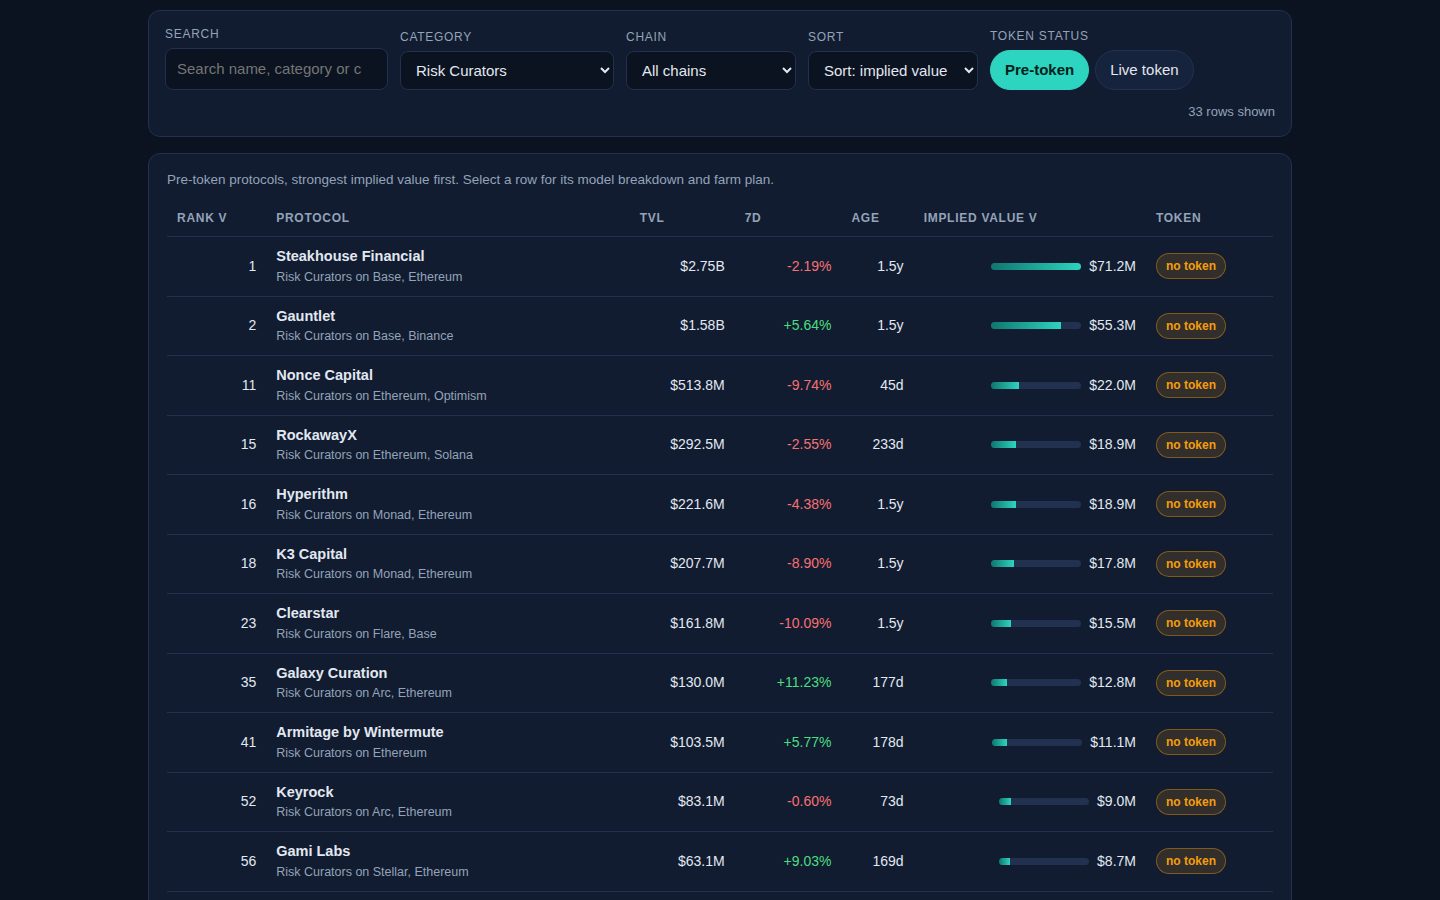 SEARCH
CATEGORY
CHAIN
SORT
TOKEN STATUS
Search name, category or c
Risk Curators
All chains
Sort: implied value
Pre-token
Live token
33 rows shown
Pre-token protocols, strongest implied value first. Select a row for its model breakdown and farm plan.
RANK V PROTOCOL TVL 7D AGE IMPLIED VALUE V TOKEN
1 Steakhouse Financial $2.75B -2.19% 1.5y $71.2M no token
Risk Curators on Base, Ethereum
2 Gauntlet $1.58B +5.64% 1.5y $55.3M no token
Risk Curators on Base, Binance
11 Nonce Capital $513.8M -9.74% 45d $22.0M no token
Risk Curators on Ethereum, Optimism
15 RockawayX $292.5M -2.55% 233d $18.9M no token
Risk Curators on Ethereum, Solana
16 Hyperithm $221.6M -4.38% 1.5y $18.9M no token
Risk Curators on Monad, Ethereum
18 K3 Capital $207.7M -8.90% 1.5y $17.8M no token
Risk Curators on Monad, Ethereum
23 Clearstar $161.8M -10.09% 1.5y $15.5M no token
Risk Curators on Flare, Base
35 Galaxy Curation $130.0M +11.23% 177d $12.8M no token
Risk Curators on Arc, Ethereum
41 Armitage by Wintermute $103.5M +5.77% 178d $11.1M no token
Risk Curators on Ethereum
52 Keyrock $83.1M -0.60% 73d $9.0M no token
Risk Curators on Arc, Ethereum
56 Gami Labs $63.1M +9.03% 169d $8.7M no token
Risk Curators on Stellar, Ethereum